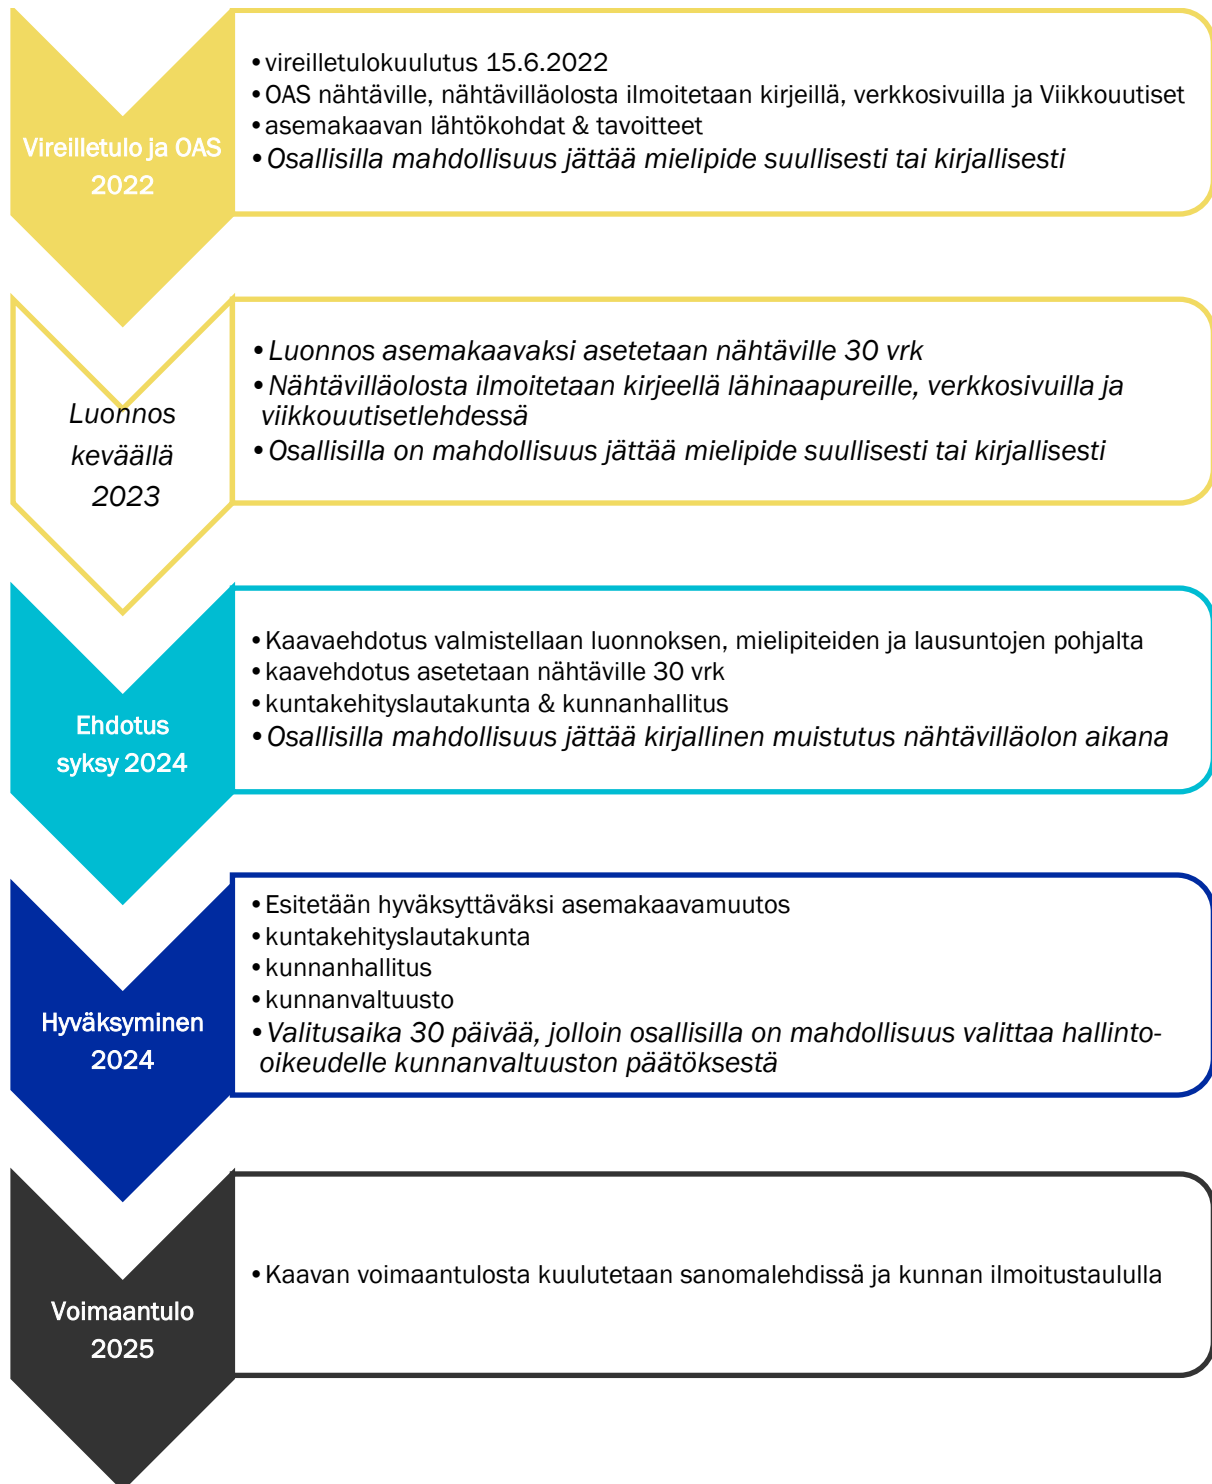 Vireilletulo ja OAS
2022
•vireilletulokuulutus 15.6.2022
•OAS nähtäville, nähtävilläolosta ilmoitetaan kirjeillä, verkkosivuilla ja Viikkouutiset
•asemakaavan lähtökohdat & tavoitteet
•Osallisilla mahdollisuus jättää mielipide suullisesti tai kirjallisesti
Luonnos
keväällä
2023
•Luonnos asemakaavaksi asetetaan nähtäville 30 vrk
•Nähtävilläolosta ilmoitetaan kirjeellä lähinaapureille, verkkosivuilla ja
viikkouutisetlehdessä
•Osallisilla on mahdollisuus jättää mielipide suullisesti tai kirjallisesti
Ehdotus
syksy 2024
•Kaavaehdotus valmistellaan luonnoksen, mielipiteiden ja lausuntojen pohjalta
•kaavehdotus asetetaan nähtäville 30 vrk
•kuntakehityslautakunta & kunnanhallitus
•Osallisilla mahdollisuus jättää kirjallinen muistutus nähtävilläolon aikana
Hyväksyminen
2024
•Esitetään hyväksyttäväksi asemakaavamuutos
•kuntakehityslautakunta
•kunnanhallitus
•kunnanvaltuusto
•Valitusaika 30 päivää, jolloin osallisilla on mahdollisuus valittaa hallinto-
oikeudelle kunnanvaltuuston päätöksestä
Voimaantulo
2025
•Kaavan voimaantulosta kuulutetaan sanomalehdissä ja kunnan ilmoitustaululla